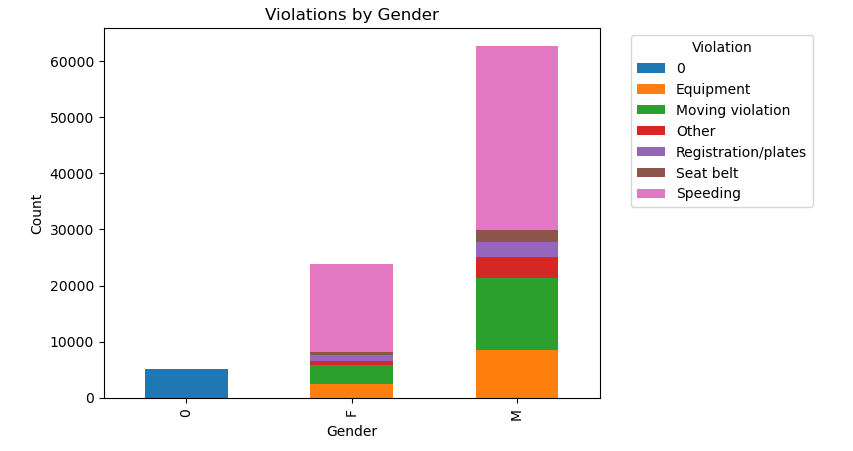 Violations by Gender
Count
60000
50000
40000
30000
20000
10000
0
0
F
M
Gender
Violation
0
Equipment
Moving violation
Other
Registration/plates
Seat belt
Speeding